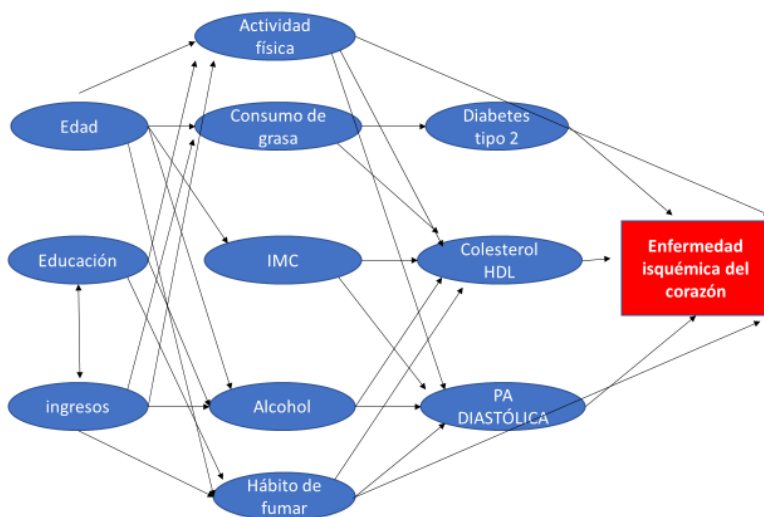 Actividad
física
Edad
Consumo de
grasa
Diabetes
tipo 2
Educación
IMC
Colesterol
HDL
Enfermedad
isquémica del
corazón
ingresos
Alcohol
PA
DIASTÓLICA
Hábito de
fumar